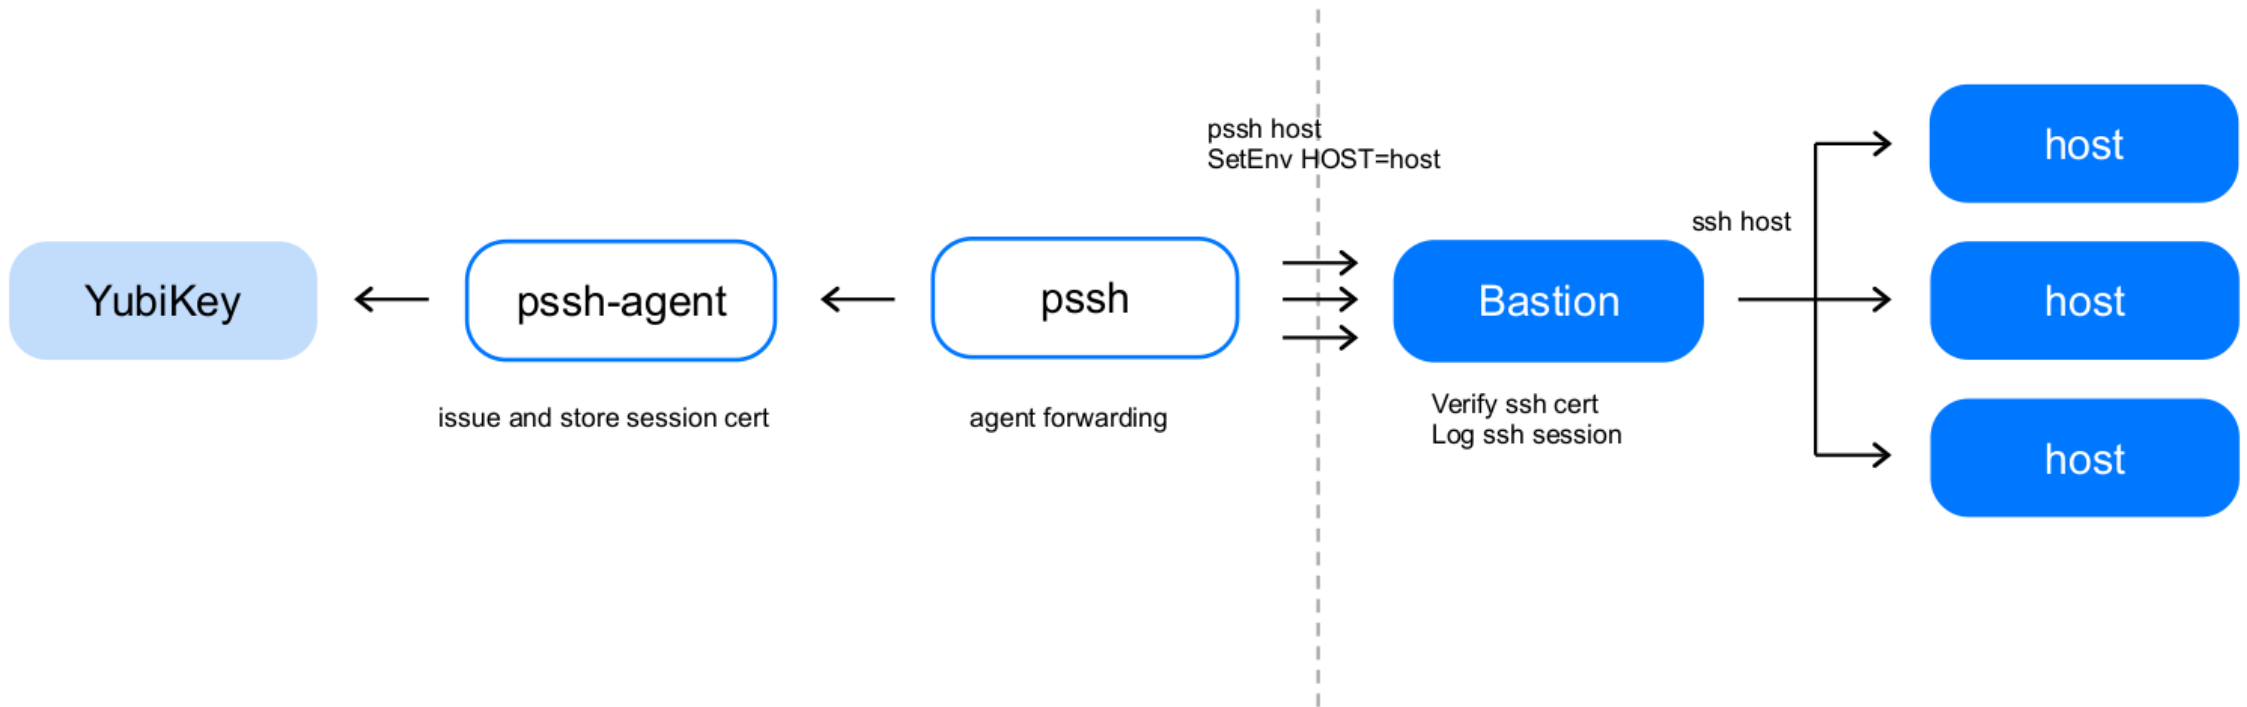 pssh host
SetEnv HOST=host
host
ssh host
YubiKey
pssh-agent
pssh
Bastion
host
issue and store session cert
agent forwarding
Verify ssh cert
Log ssh session
host